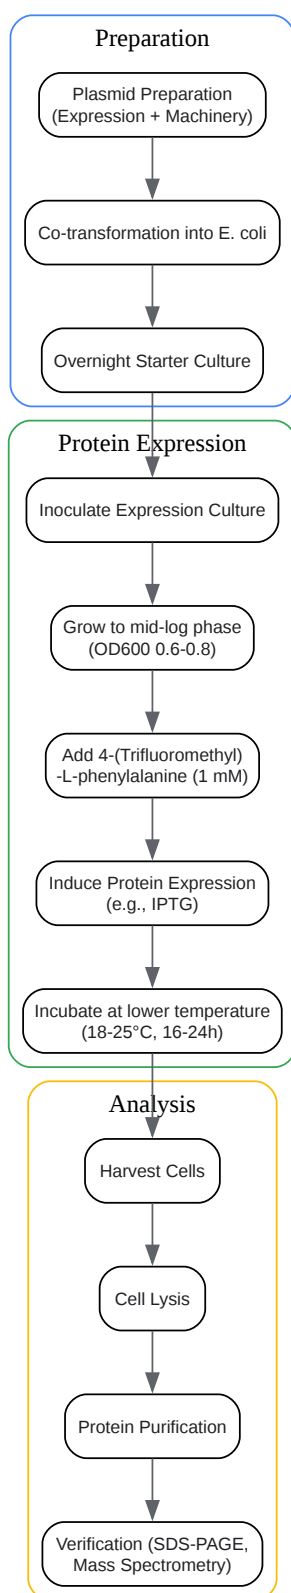 Preparation
Plasmid Preparation
(Expression + Machinery)
Co-transformation into E. coli
Overnight Starter Culture
Protein Expression
Inoculate Expression Culture
Grow to mid-log phase
(OD600 0.6-0.8)
Add 4-(Trifluoromethyl)
-L-phenylalanine (1 mM)
Induce Protein Expression
(e.g., IPTG)
Incubate at lower temperature
(18-25°C, 16-24h)
Analysis
Harvest Cells
Cell Lysis
Protein Purification
Verification (SDS-PAGE,
Mass Spectrometry)